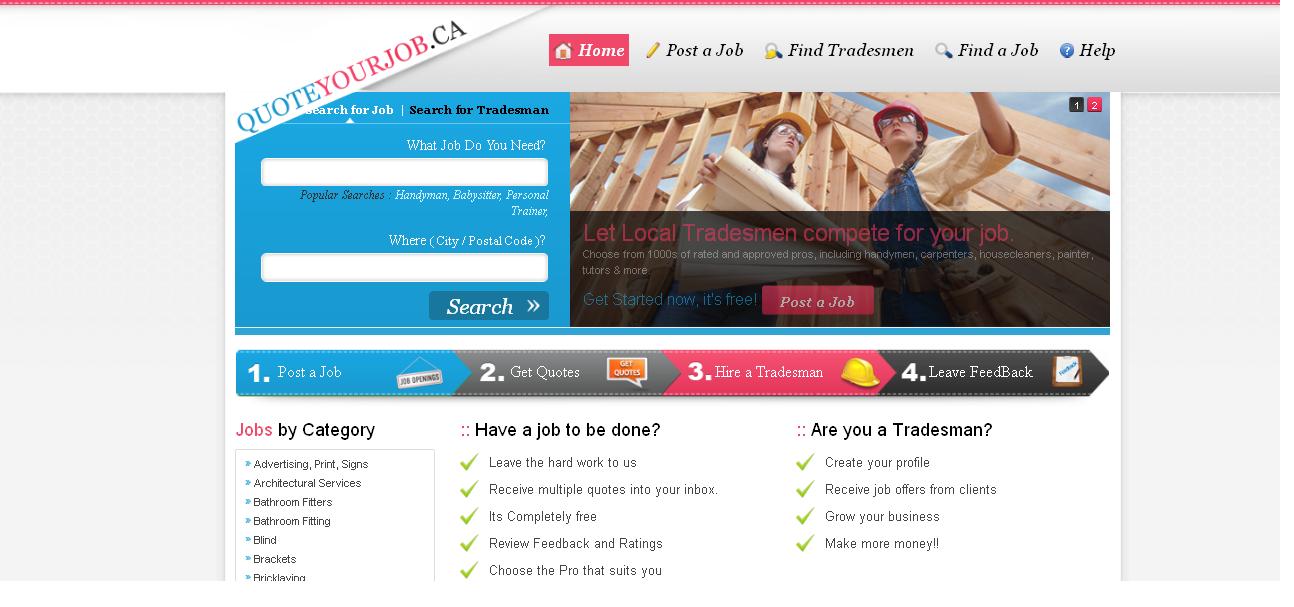 QUOTEYOURJOB.CA
Home
Post a Job
Find Tradesmen
Find a Job
Help
Search for Job | Search for Tradesman
What Job Do You Need?
Popular Searches : Handyman, Babysitter, Personal
Trainer,
Where ( City / Postal Code )?
Search »
1 2
Let Local Tradesmen compete for your job.
Choose from 1000s of rated and approved pros, including handymen, carpenters, housecleaners, painter,
tutors & more
Get Started now, it's free! Post a Job
1. Post a Job
JOB OPENINGS
2. Get Quotes
GET
QUOTES
3. Hire a Tradesman
4. Leave FeedBack
Feedback
Jobs by Category
Advertising, Print, Signs
Architectural Services
Bathroom Fitters
Bathroom Fitting
Blind
Brackets
Bricklaying
:: Have a job to be done?
Leave the hard work to us
Receive multiple quotes into your inbox.
Its Completely free
Review Feedback and Ratings
Choose the Pro that suits you
:: Are you a Tradesman?
Create your profile
Receive job offers from clients
Grow your business
Make more money!!